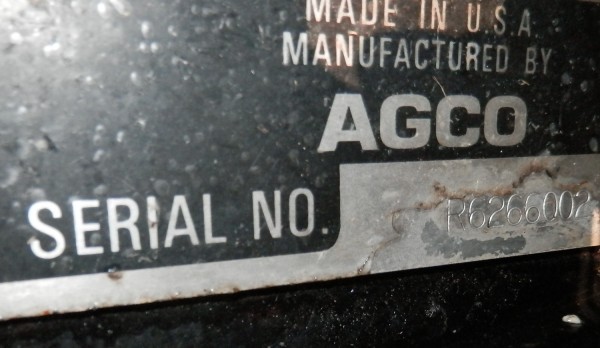 MADE IN U.S.A.
MANUFACTURED BY
AGCO
SERIAL NO. R6266002